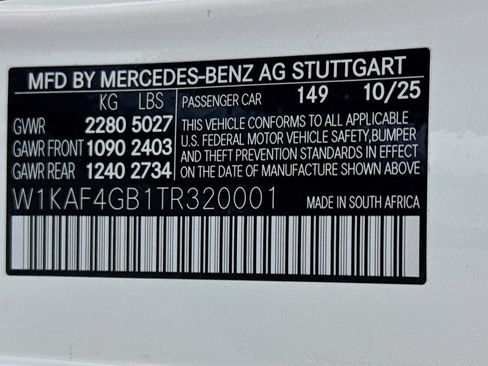 MFD BY MERCEDES-BENZ AG STUTTGART
KG LBS PASSENGER CAR 149 10/25
GVWR 2280 5027
GAWR FRONT 1090 2403
GAWR REAR 1240 2734
THIS VEHICLE CONFORMS TO ALL APPLICABLE
U.S. FEDERAL MOTOR VEHICLE SAFETY, BUMPER
AND THEFT PREVENTION STANDARDS IN EFFECT
ON THE DATE OF MANUFACTURE SHOWN ABOVE
W1KAF4GB1TR320001 MADE IN SOUTH AFRICA